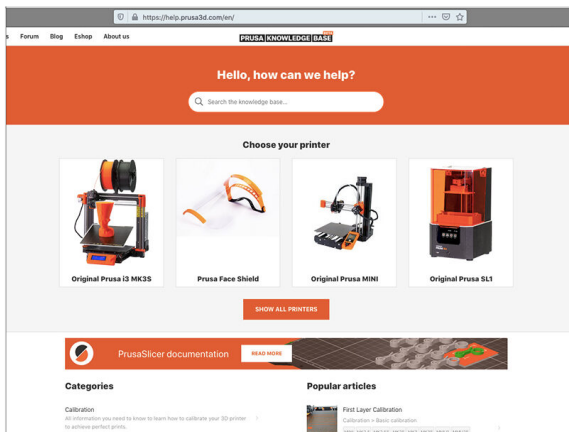 https://help.prusa3d.com/en/
Forum Blog Eshop About us
PRUSA KNOWLEDGE BASE
Hello, how can we help?
Search the knowledge base...
Choose your printer
Original Prusa i3 MK3S
Prusa Face Shield
Original Prusa MINI
Original Prusa SL1
SHOW ALL PRINTERS
PrusaSlicer documentation
READ MORE
Categories
Popular articles
Calibration
All information you need to know to learn how to calibrate your 3D printer
to achieve perfect prints.
First Layer Calibration
Calibration > Basic calibration